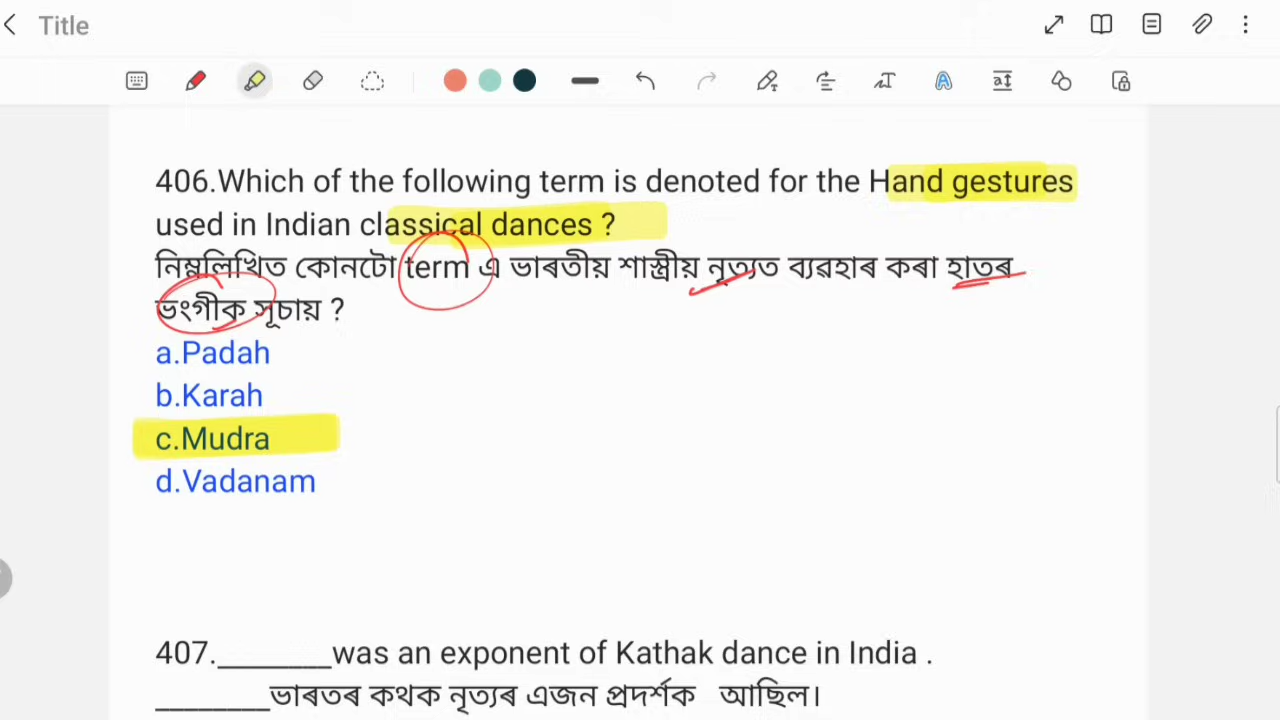 Title
406.Which of the following term is denoted for the Hand gestures
used in Indian classical dances ?
নিম্নলিখিত কোনটো term এ ভাৰতীয় শাস্ত্ৰীয় নৃত্যত ব্যৱহাৰ কৰা হাতৰ
ভংগীক সূচায় ?
a.Padah
b.Karah
c.Mudra
d.Vadanam
407.________was an exponent of Kathak dance in India .
________ভাৰতৰ কথক নৃত্যৰ এজন প্ৰদৰ্শক আছিল।